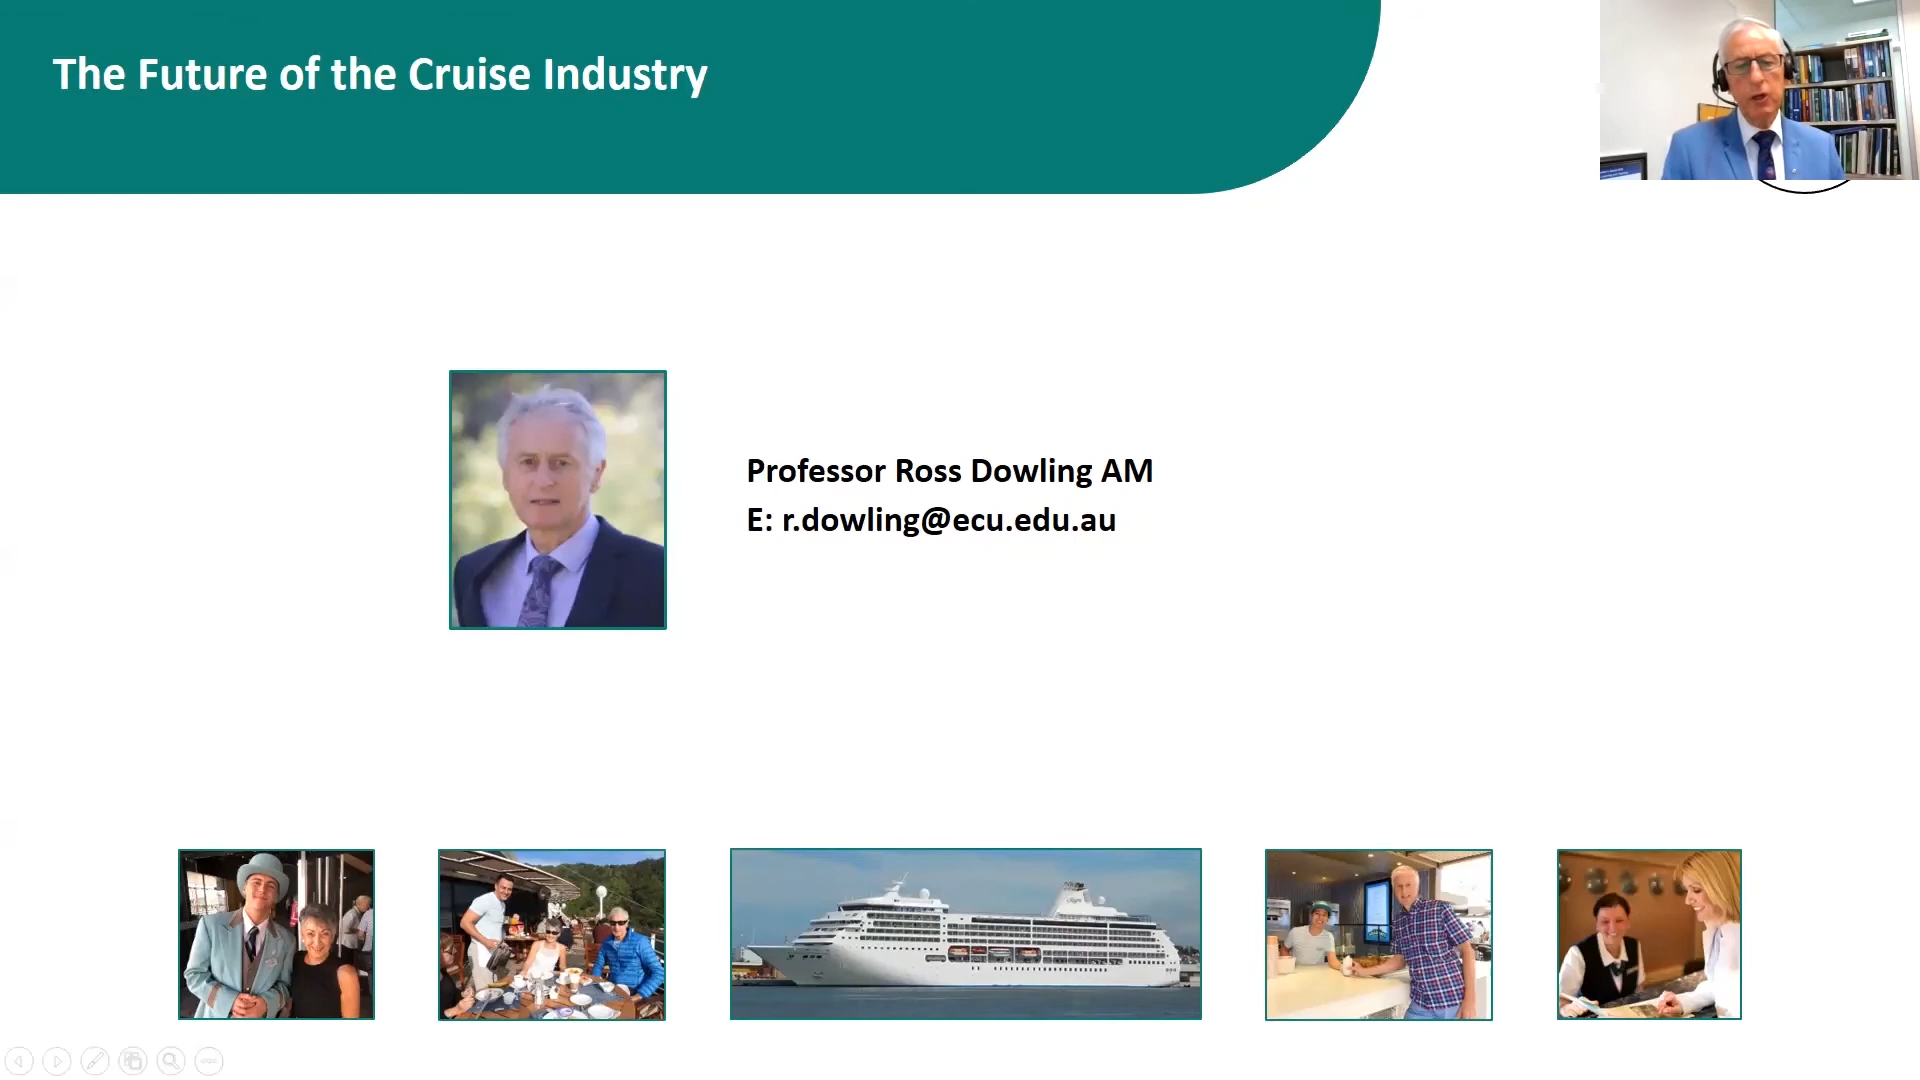 The Future of the Cruise Industry
Professor Ross Dowling AM
E: r.dowling@ecu.edu.au